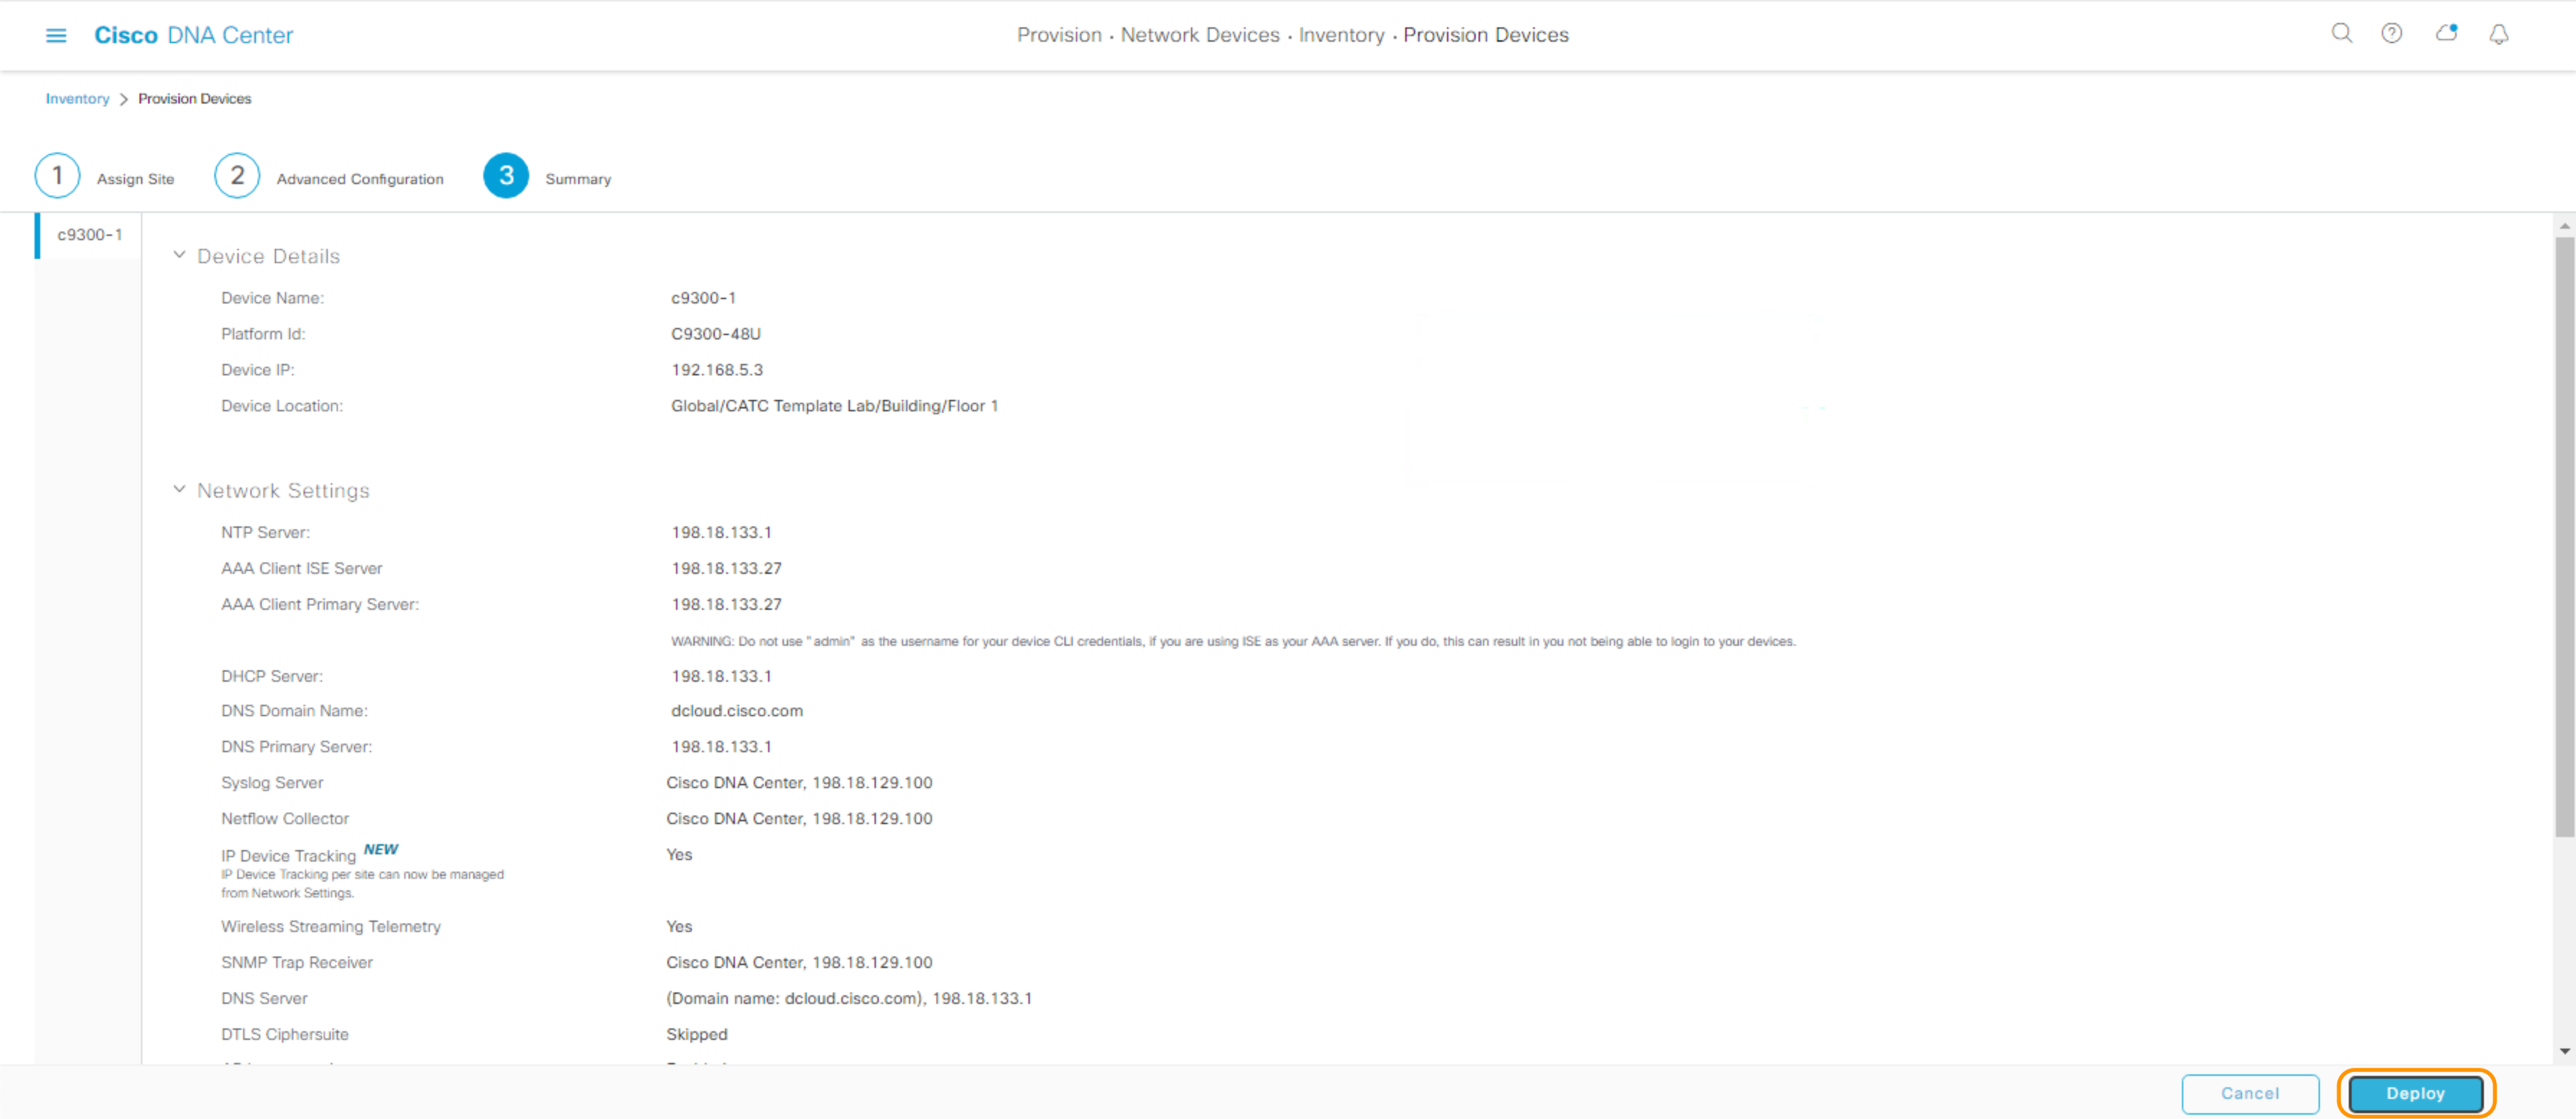 Cisco DNA Center
Provision • Network Devices • Inventory • Provision Devices
Inventory > Provision Devices
1 Assign Site 2 Advanced Configuration 3 Summary
c9300-1
Device Details
Device Name: c9300-1
Platform Id: C9300-48U
Device IP: 192.168.5.3
Device Location: Global/CATC Template Lab/Building/Floor 1
Network Settings
NTP Server: 198.18.133.1
AAA Client ISE Server 198.18.133.27
AAA Client Primary Server: 198.18.133.27
WARNING: Do not use "admin" as the username for your device CLI credentials, if you are using ISE as your AAA server. If you do, this can result in you not being able to login to your devices.
DHCP Server: 198.18.133.1
DNS Domain Name: dcloud.cisco.com
DNS Primary Server: 198.18.133.1
Syslog Server Cisco DNA Center, 198.18.129.100
Netflow Collector Cisco DNA Center, 198.18.129.100
IP Device Tracking NEW Yes
IP Device Tracking per site can now be managed
from Network Settings.
Wireless Streaming Telemetry Yes
SNMP Trap Receiver Cisco DNA Center, 198.18.129.100
DNS Server (Domain name: dcloud.cisco.com), 198.18.133.1
DTLS Ciphersuite Skipped
Cancel Deploy